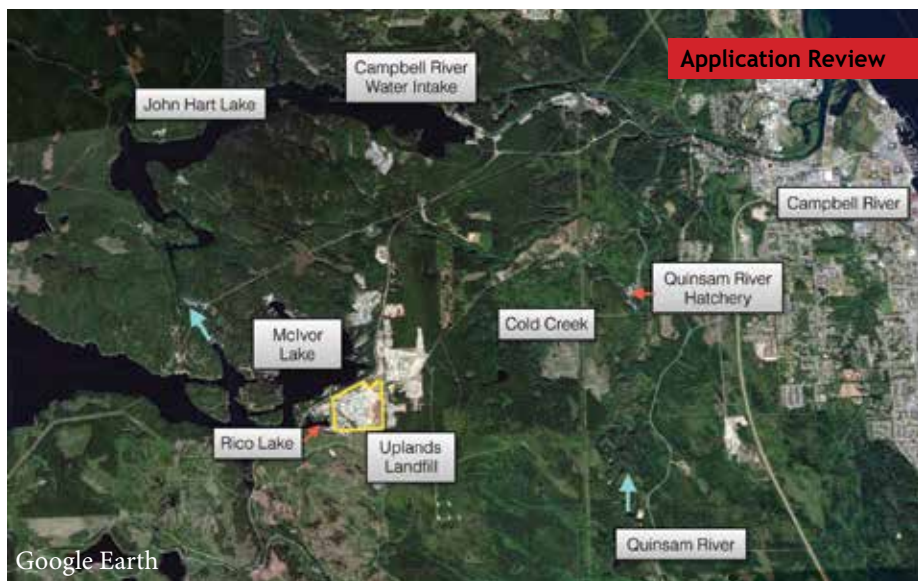 Application Review
Campbell River
Water Intake
John Hart Lake
Campbell River
Quinsam River
Hatchery
Cold Creek
McIvor
Lake
Rico Lake
Uplands
Landfill
Quinsam River
Google Earth